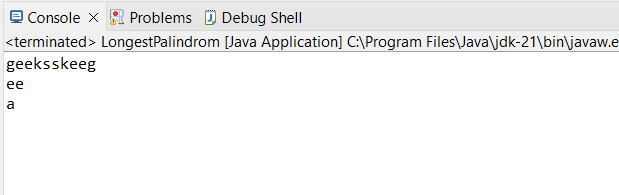 Console Problems Debug Shell
<terminated> LongestPalindrom [Java Application] C:\Program Files\Java\jdk-21\bin\javaw.e
geeksskeeg
ee
a